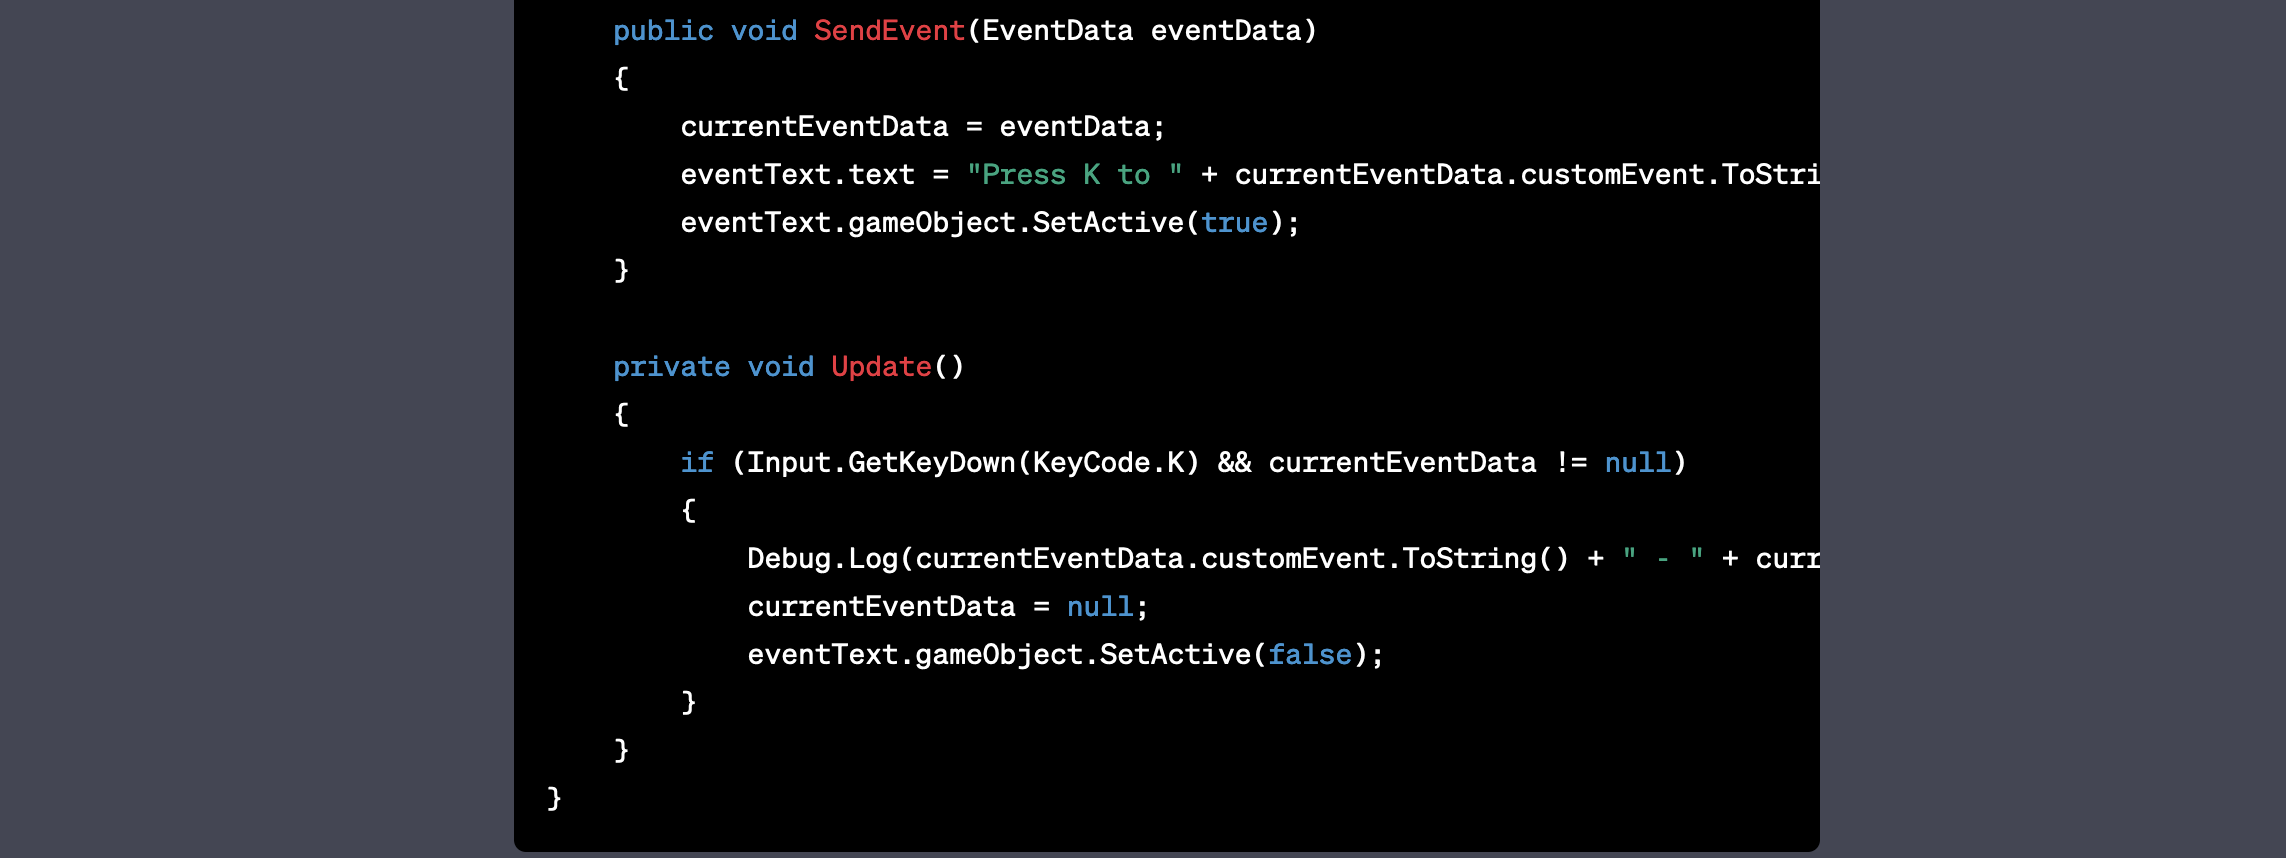 public void SendEvent(EventData eventData)
{
currentEventData = eventData;
eventText.text = "Press K to " + currentEventData.customEvent.ToStri
eventText.gameObject.SetActive(true);
}
private void Update()
{
if (Input.GetKeyDown(KeyCode.K) && currentEventData != null)
{
Debug.Log(currentEventData.customEvent.ToString() + " - " + curr
currentEventData = null;
eventText.gameObject.SetActive(false);
}
}
}